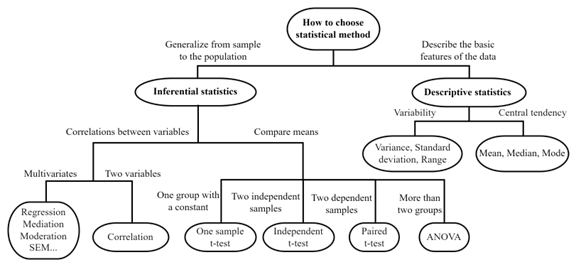 How to choose
statistical method
Generalize from sample
to the population
Describe the basic
features of the data
Inferential statistics
Descriptive statistics
Variability
Central tendency
Correlations between variables
Compare means
Variance, Standard
deviation, Range
Mean, Median, Mode
Multivariates
Two variables
One group with
a constant
Two independent
samples
Two dependent
samples
More than
two groups
Regression
Mediation
Moderation
SEM...
Correlation
One sample
t-test
Independent
t-test
Paired
t-test
ANOVA